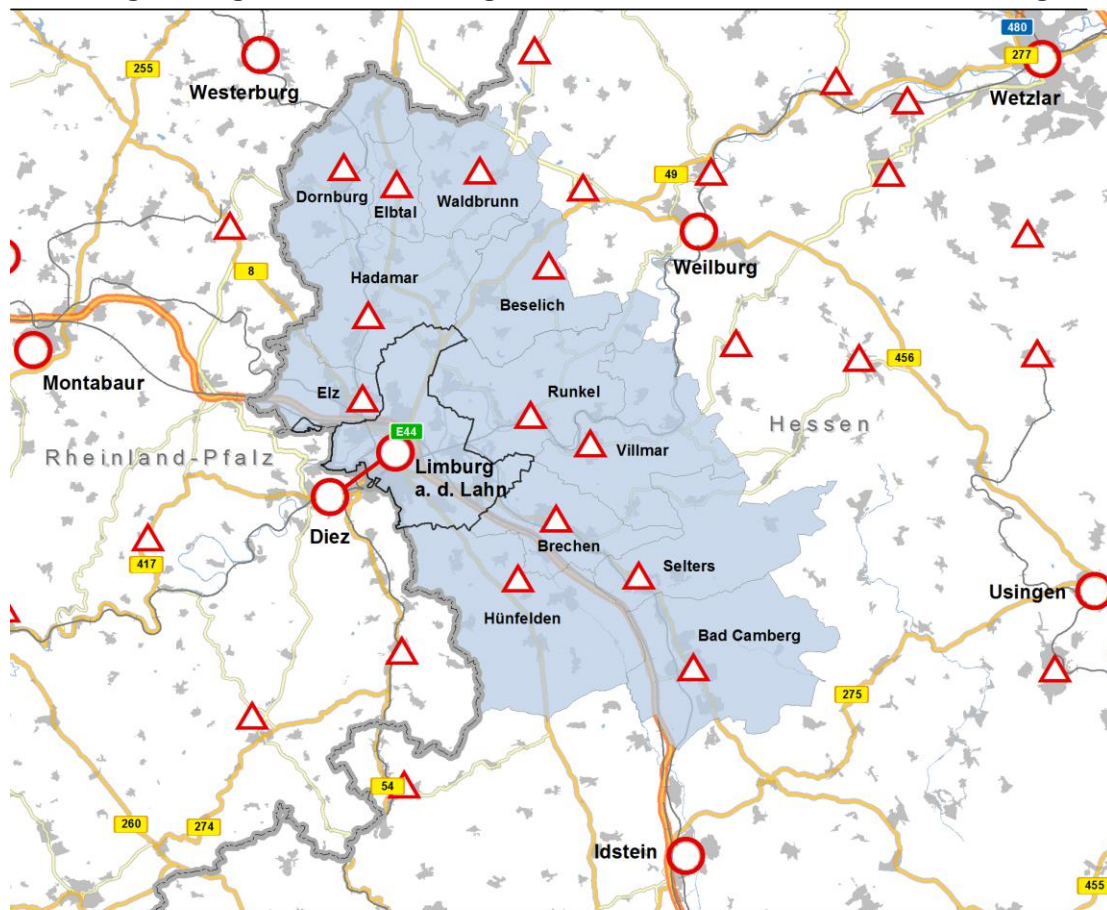 480
277
255
Westerburg
Wetzlar
49
Dornburg
Elbtal
Waldbrunn
Weilburg
8
Hadamar
Beselich
456
Montabaur
Elz
Runkel
Hessen
E44
Villmar
Rheinland-Pfalz
Limburg
a. d. Lahn
Diez
Brechen
417
Selters
Hünfelden
Usingen
Bad Camberg
275
54
260
274
Idstein
455